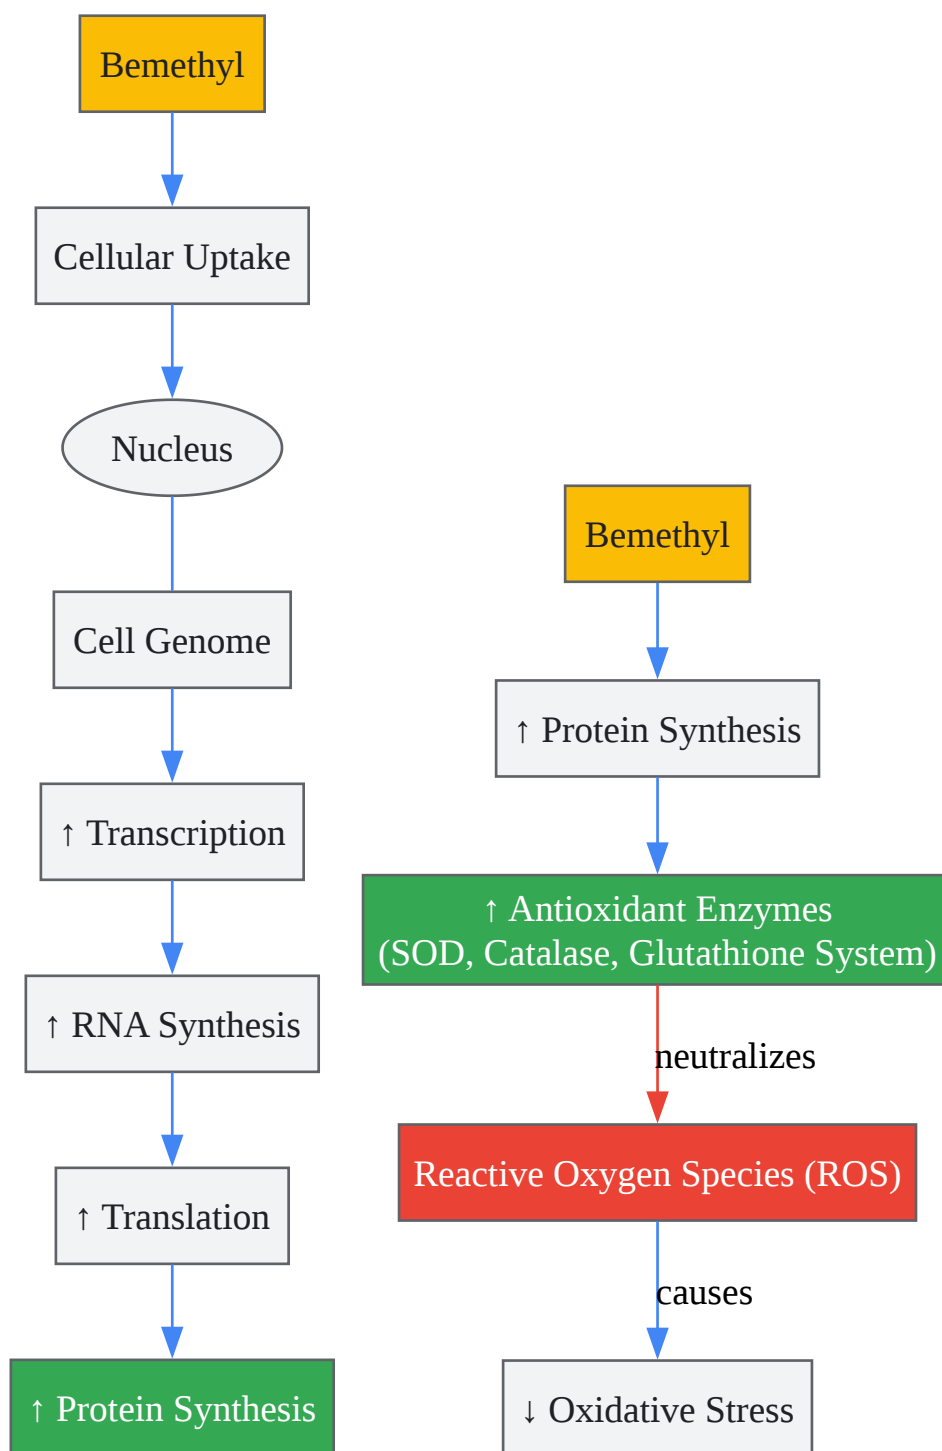 Bemethyl
Cellular Uptake
Nucleus
Cell Genome
↑ Transcription
↑ RNA Synthesis
↑ Translation
↑ Protein Synthesis
Bemethyl
↑ Protein Synthesis
↑ Antioxidant Enzymes
(SOD, Catalase, Glutathione System)
neutralizes
Reactive Oxygen Species (ROS)
causes
↓ Oxidative Stress